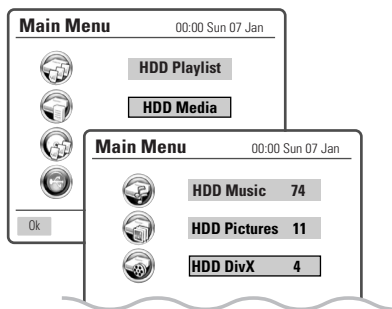 Main Menu 00:00 Sun 07 Jan
HDD Playlist
HDD Media
Ok
Main Menu 00:00 Sun 07 Jan
HDD Music 74
HDD Pictures 11
HDD DivX 4